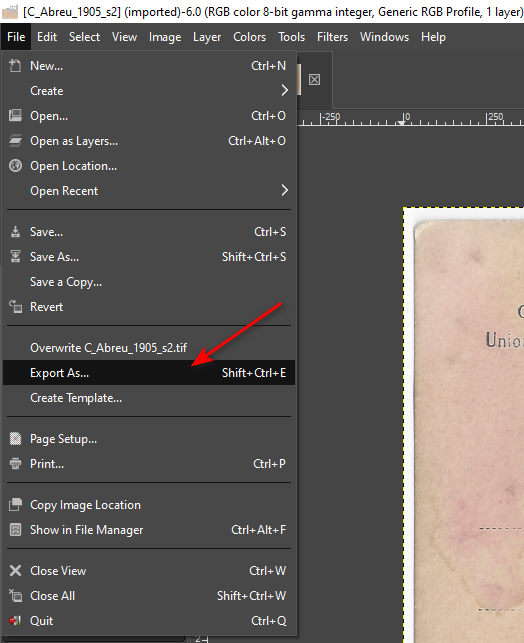 [C_Abreu_1905_s2] (imported)-6.0 (RGB color 8-bit gamma integer, Generic RGB Profile, 1 layer)
File Edit Select View Image Layer Colors Tools Filters Windows Help
New... Ctrl+N
Create
Open... Ctrl+O
Open as Layers... Ctrl+Alt+O
Open Location...
Open Recent
Save... Ctrl+S
Save As... Shift+Ctrl+S
Save a Copy...
Revert
Overwrite C_Abreu_1905_s2.tif
Export As... Shift+Ctrl+E
Create Template...
Page Setup...
Print... Ctrl+P
Copy Image Location
Show in File Manager Ctrl+Alt+F
Close View Ctrl+W
Close All Shift+Ctrl+W
Quit Ctrl+Q
-250 0 250
Union
2